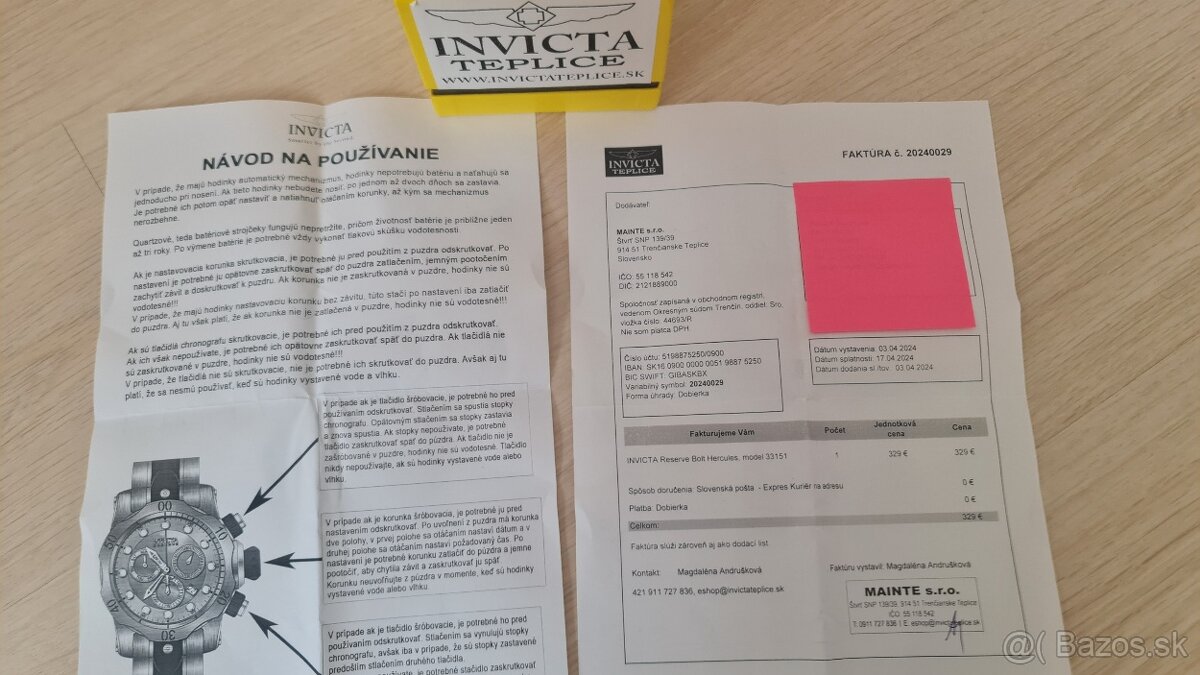 INVICTA
TEPLICE
WWW.INVICTATEPLICE.SK
INVICTA
NÁVOD NA POUŽÍVANIE
V prípade, že majú hodinky automatický mechanizmus, hodinky nepotrebujú batériu a naťahujú sa
jednoducho pri nosení. Ak tieto hodinky nebudete nosiť, po jednom až dvoch dňoch sa zastavia.
Je potrebné ich potom opäť nastaviť a natiahnuť otáčaním korunky, až kým sa mechanizmus
nerozbehne.
Quartzové, teda batériové strojčeky fungujú nepretržite, pričom životnosť batérie je približne jeden
až tri roky. Po výmene batérie je potrebné vždy vykonať tlakovú skúšku vodotesnosti.
Ak je nastavovacia korunka skrutkovacia, je potrebné ju pred použitím z puzdra odskrutkovať. Po
nastavení je potrebné ju opätovne zaskrutkovať späť do puzdra zatlačením, jemným pootočením
zachytiť závit a doskrutkovať k puzdru. Ak korunka nie je zaskrutkovaná v puzdre, hodinky nie sú
vodotesné!!!
V prípade, že majú hodinky nastavovaciu korunku bez závitu, túto stačí po nastavení iba zatlačiť
do puzdra. Aj tu však platí, že ak korunka nie je zatlačená v puzdre, hodinky nie sú vodotesné!!!
Ak sú tlačidlá chronografu skrutkovacie, je potrebné ich pred použitím z puzdra odskrutkovať.
Ak ich však nepoužívate, je potrebné ich opätovne zaskrutkovať späť do puzdra. Ak tlačidlá nie
sú zaskrutkované v puzdre, hodinky nie sú vodotesné!!!
V prípade, že tlačidlá nie sú skrutkovacie, nie je potrebné ich skrutkovať do puzdra. Avšak aj tu
platí, že sa nesmú používať, keď sú hodinky vystavené vode a vlhku.
V prípade ak je tlačidlo šróbovacie, je potrebné ho pred
používaním odskrutkovať. Stlačením sa spustia stopky
chronografu. Opätovným stlačením sa stopky zastavia
a znova spustia. Ak stopky nepoužívate, je potrebné
tlačidlo zaskrutkovať späť do púzdra. Ak tlačidlo nie je
zašróbované v puzdre, hodinky nie sú vodotesné. Tlačidlo
nikdy nepoužívajte, ak sú hodinky vystavené vode alebo
vlhku.
V prípade ak je korunka šróbovacia, je potrebné ju pred
nastavením odskrutkovať. Po uvoľnení z puzdra má korunka
dve polohy, v prvej polohe sa otáčaním nastaví dátum a v
druhej polohe sa otáčaním nastaví požadovaný čas. Po
nastavení je potrebné korunku zatlačiť do púzdra a jemne
pootočiť, aby chytila závit a zaskrutkovať ju späť.
Korunku neuvoľňujte z púzdra v momente, keď sú hodinky
vystavené vode alebo vlhku.
V prípade ak je tlačidlo šróbovacie, je potrebné ho pred
používaním odskrutkovať. Stlačením sa vynulujú stopky
chronografu, avšak iba v prípade, že sú stopky zastavené
predošlím stlačením druhého tlačidla.
je potrebné stlačidlo zaskrutkovať
INVICTA
TEPLICE
FAKTÚRA č. 20240029
Dodávateľ:
MAINTE s.r.o.
Štvrť SNP 139/39
914 51 Trenčianske Teplice
Slovensko
IČO: 55 118 542
DIČ: 2121889000
Spoločnosť zapísaná v obchodnom registri,
vedenom Okresným súdom Trenčín, oddiel: Sro,
vložka číslo: 44693/R
Nie som platca DPH.
Číslo účtu: 5198875250/0900
IBAN: SK16 0900 0000 0051 9887 5250
BIC SWIFT: GIBASKBX
Variabilný symbol: 20240029
Forma úhrady: Dobierka
Dátum vystavenia: 03.04.2024
Dátum splatnosti: 17.04.2024
Dátum dodania sl./tov.: 03.04.2024
Fakturujeme Vám Počet Jednotková cena Cena
INVICTA Reserve Bolt Hercules, model 33151 1 329 € 329 €
Spôsob doručenia: Slovenská pošta - Expres Kuriér na adresu 0 €
Platba: Dobierka 0 €
Celkom: 329 €
Faktúra slúži zároveň aj ako dodací list.
Kontakt: Magdaléna Andrušková
421 911 727 836, eshop@invictateplice.sk
Faktúru vystavil: Magdaléna Andrušková
MAINTE s.r.o.
Štvrť SNP 139/39, 914 51 Trenčianske Teplice
IČO: 55 118 542
T: 0911 727 836 | E: eshop@invictateplice.sk
@( Bazos.sk